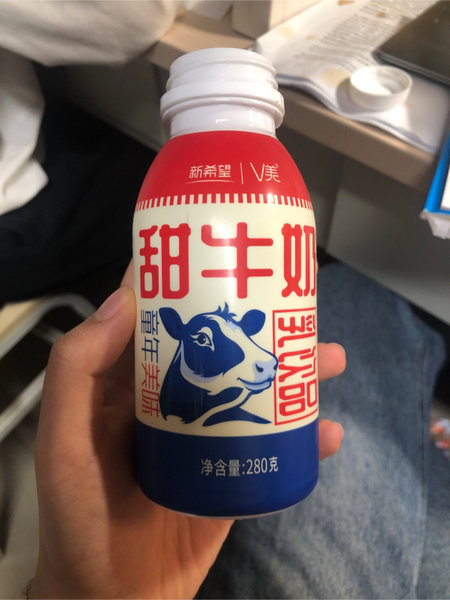 新希望 | V美
甜牛奶
童年美味
乳饮品
净含量:280克